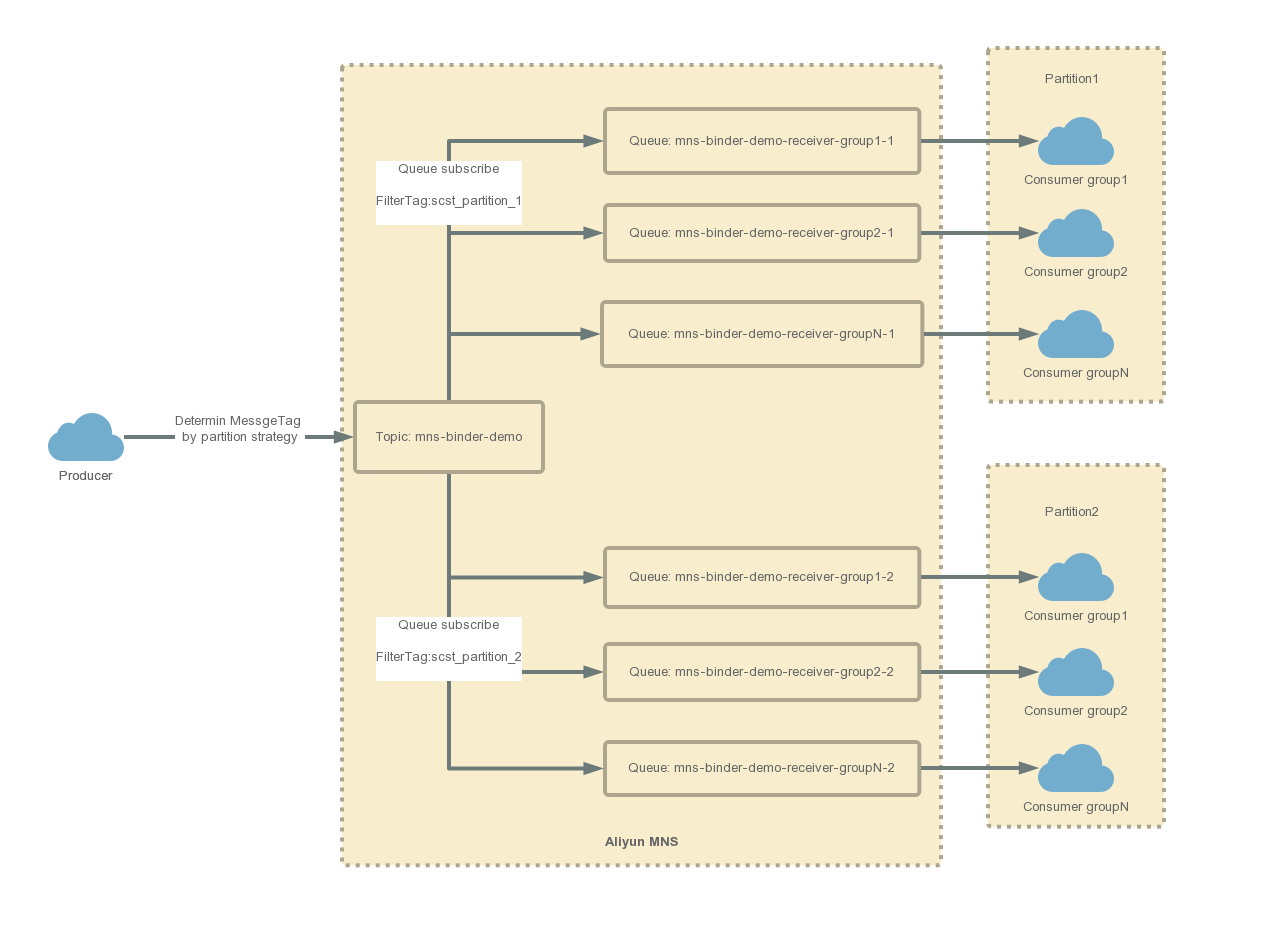 Partition1
Queue: mns-binder-demo-receiver-group1-1
Queue subscribe
FilterTag:scst_partition_1
Consumer group1
Queue: mns-binder-demo-receiver-group2-1
Consumer group2
Queue: mns-binder-demo-receiver-groupN-1
Consumer groupN
Determin MessgeTag
by partition strategy
Topic: mns-binder-demo
Producer
Partition2
Queue: mns-binder-demo-receiver-group1-2
Consumer group1
Queue subscribe
FilterTag:scst_partition_2
Queue: mns-binder-demo-receiver-group2-2
Consumer group2
Queue: mns-binder-demo-receiver-groupN-2
Consumer groupN
Aliyun MNS